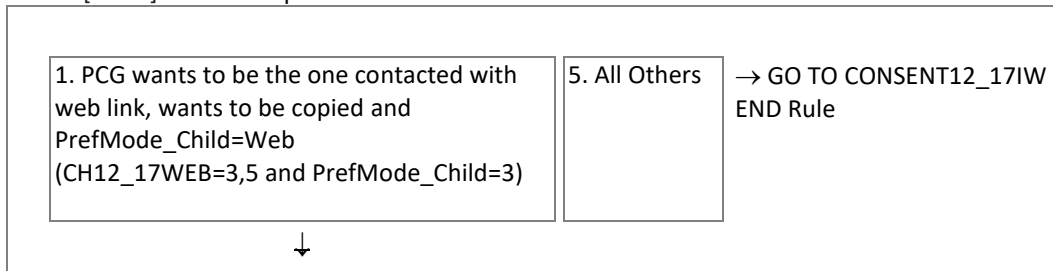 1. PCG wants to be the one contacted with
web link, wants to be copied and
PrefMode_Child=Web
(CH12_17WEB=3,5 and PrefMode_Child=3)
5. All Others
→ GO TO CONSENT12_17IW
END Rule
↓